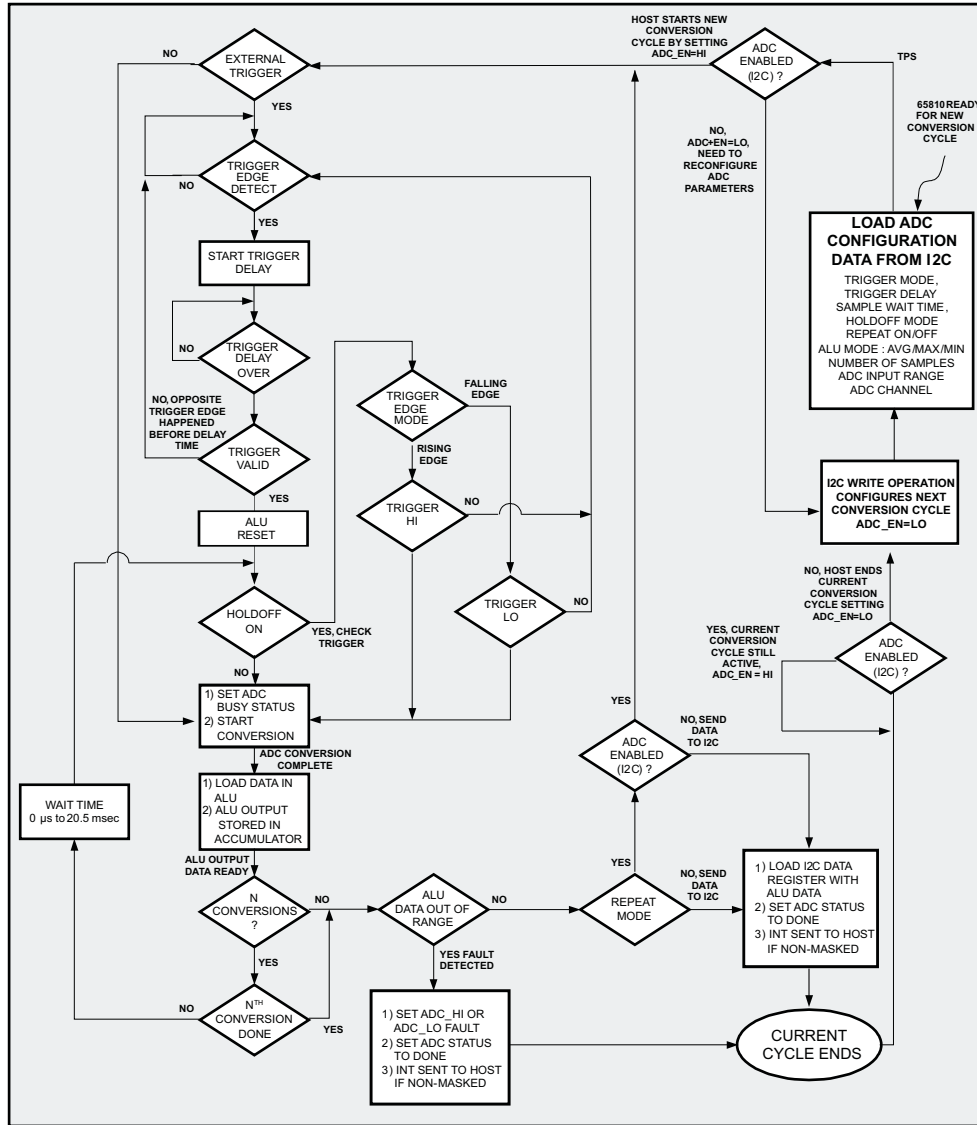 HOST STARTS NEW
CONVERSION
CYCLE BY SETTING
ADC_EN=HI
NO
EXTERNAL
TRIGGER
YES
ADC
ENABLED
(I2C) ?
TPS
65810 READY
FOR NEW
CONVERSION
CYCLE
NO,
ADC+EN=LO,
NEED TO
RECONFIGURE
ADC
PARAMETERS
TRIGGER
EDGE
DETECT
NO
YES
START TRIGGER
DELAY
LOAD ADC
CONFIGURATION
DATA FROM I2C
TRIGGER MODE,
TRIGGER DELAY
SAMPLE WAIT TIME,
HOLDOFF MODE
REPEAT ON/OFF
ALU MODE : AVG/MAX/MIN
NUMBER OF SAMPLES
ADC INPUT RANGE
ADC CHANNEL
TRIGGER
DELAY
OVER
NO
NO, OPPOSITE
TRIGGER EDGE
HAPPENED
BEFORE DELAY
TIME
TRIGGER
EDGE
MODE
FALLING
EDGE
RISING
EDGE
TRIGGER
VALID
YES
TRIGGER
HI
NO
I2C WRITE OPERATION
CONFIGURES NEXT
CONVERSION CYCLE
ADC_EN=LO
ALU
RESET
HOLDOFF
ON
YES, CHECK
TRIGGER
NO
TRIGGER
LO
NO
NO, HOST ENDS
CURRENT
CONVERSION
CYCLE SETTING
ADC_EN=LO
YES, CURRENT
CONVERSION
CYCLE STILL
ACTIVE,
ADC_EN = HI
ADC
ENABLED
(I2C) ?
1) SET ADC
BUSY STATUS
2) START
CONVERSION
ADC CONVERSION
COMPLETE
YES
ADC
ENABLED
(I2C) ?
NO, SEND
DATA
TO I2C
WAIT TIME
0 µs to 20.5 msec
1) LOAD DATA IN
ALU
2) ALU OUTPUT
STORED IN
ACCUMULATOR
ALU OUTPUT
DATA READY
N
CONVERSIONS
?
NO
YES
ALU
DATA OUT OF
RANGE
NO
YES FAULT
DETECTED
YES
REPEAT
MODE
NO, SEND
DATA
TO I2C
1) LOAD I2C DATA
REGISTER WITH
ALU DATA
2) SET ADC STATUS
TO DONE
3) INT SENT TO HOST
IF NON-MASKED
NO
NTH
CONVERSION
DONE
YES
1) SET ADC_HI OR
ADC_LO FAULT
2) SET ADC STATUS
TO DONE
3) INT SENT TO HOST
IF NON-MASKED
CURRENT
CYCLE ENDS